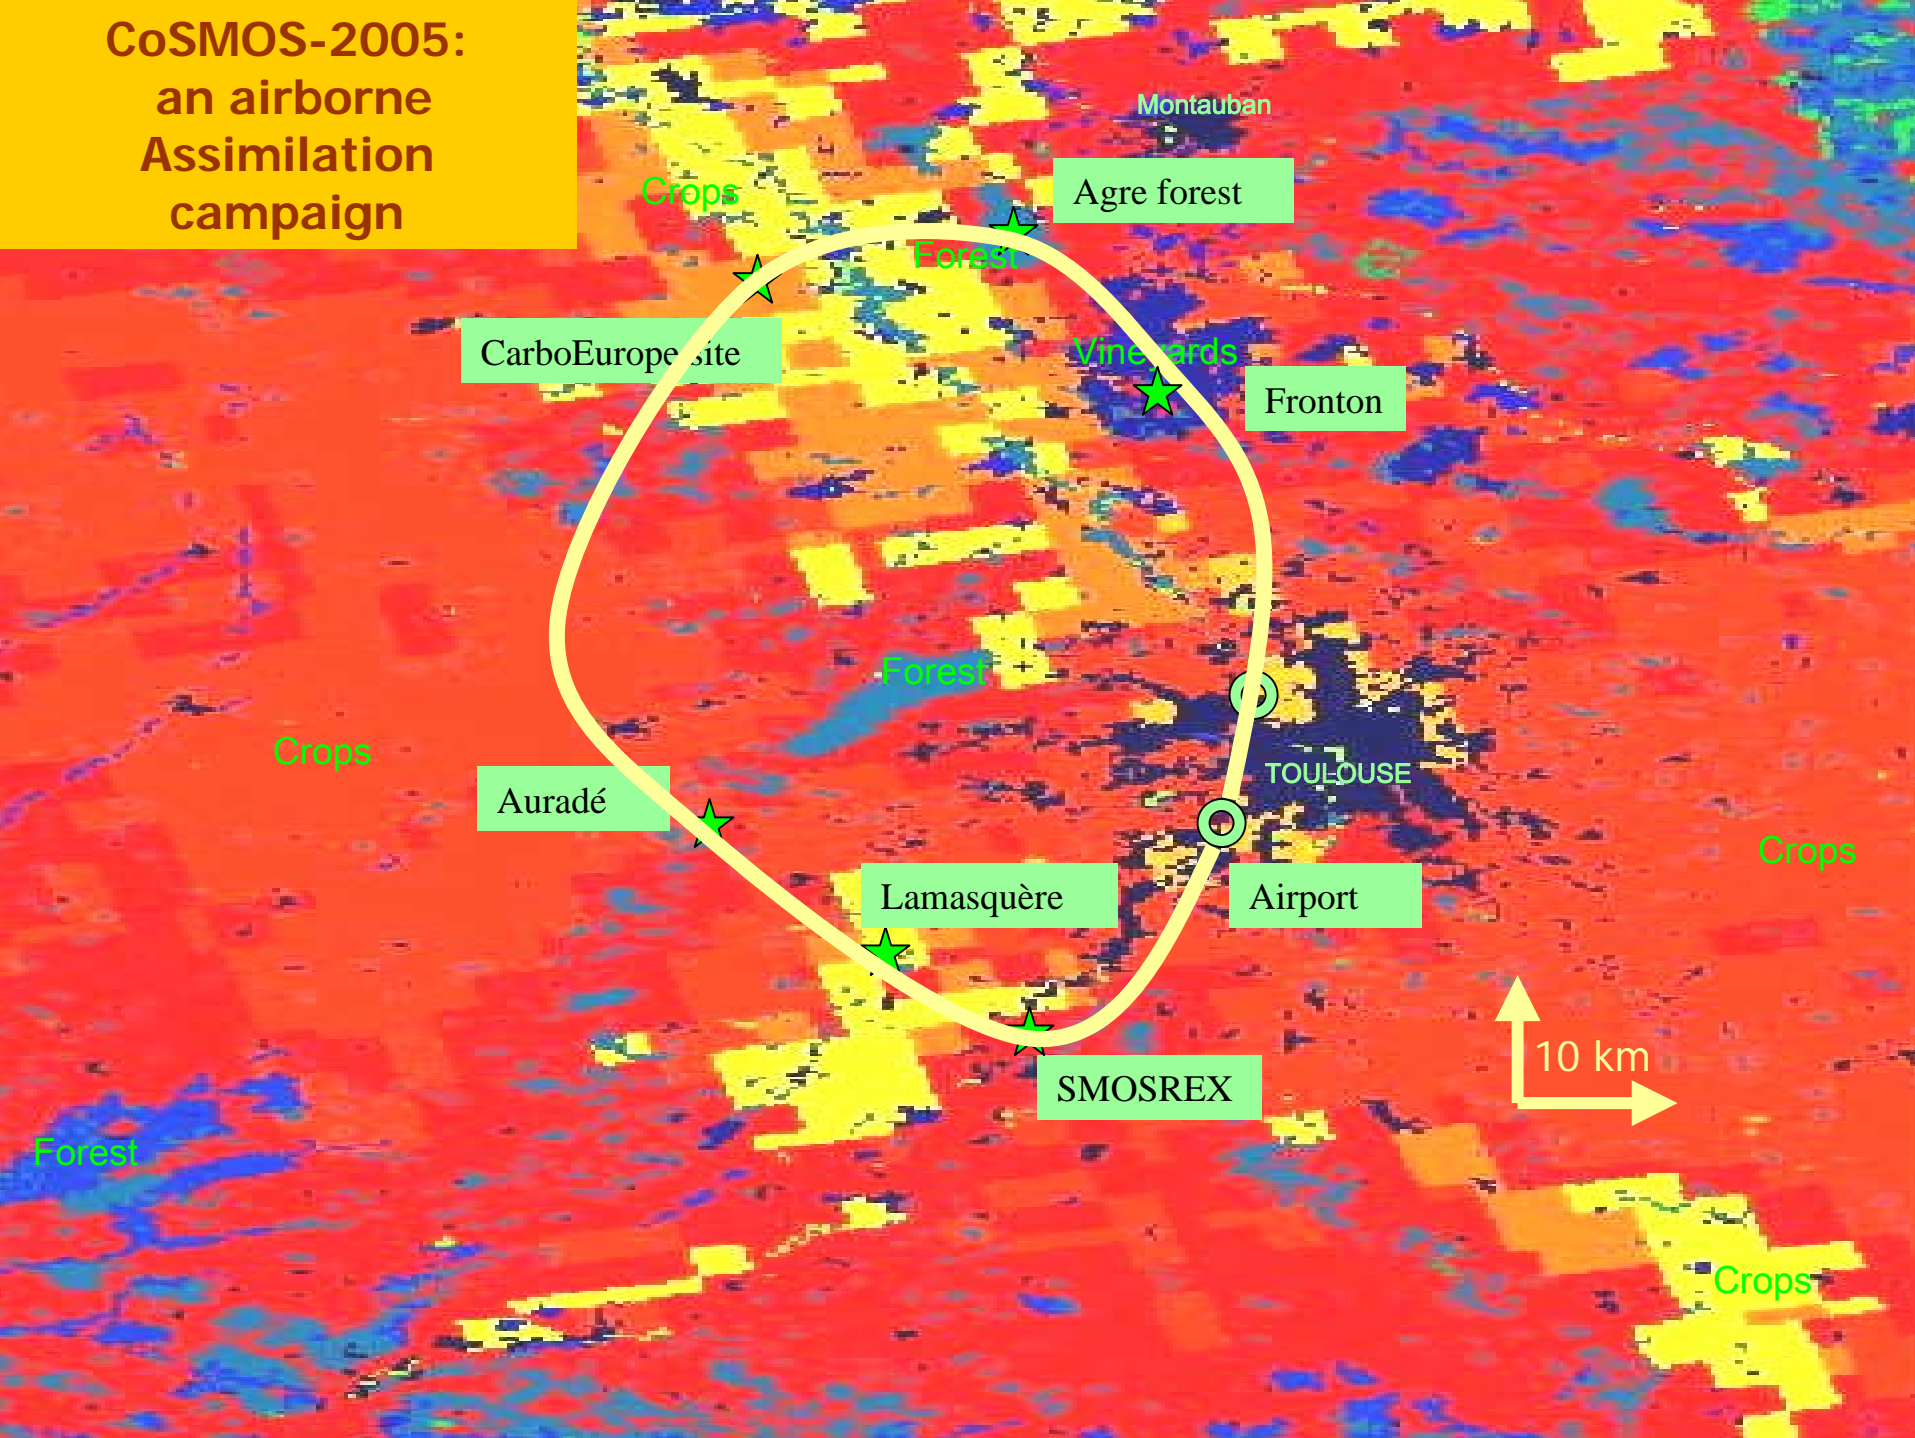 CoSMOS-2005:
an airborne
Assimilation
campaign
Montauban
Crops
Agre forest
Forest
CarboEurope site
Vineyards
Fronton
Forest
Crops
TOULOUSE
Auradé
Crops
Lamasquère
Airport
10 km
SMOSREX
Forest
Crops